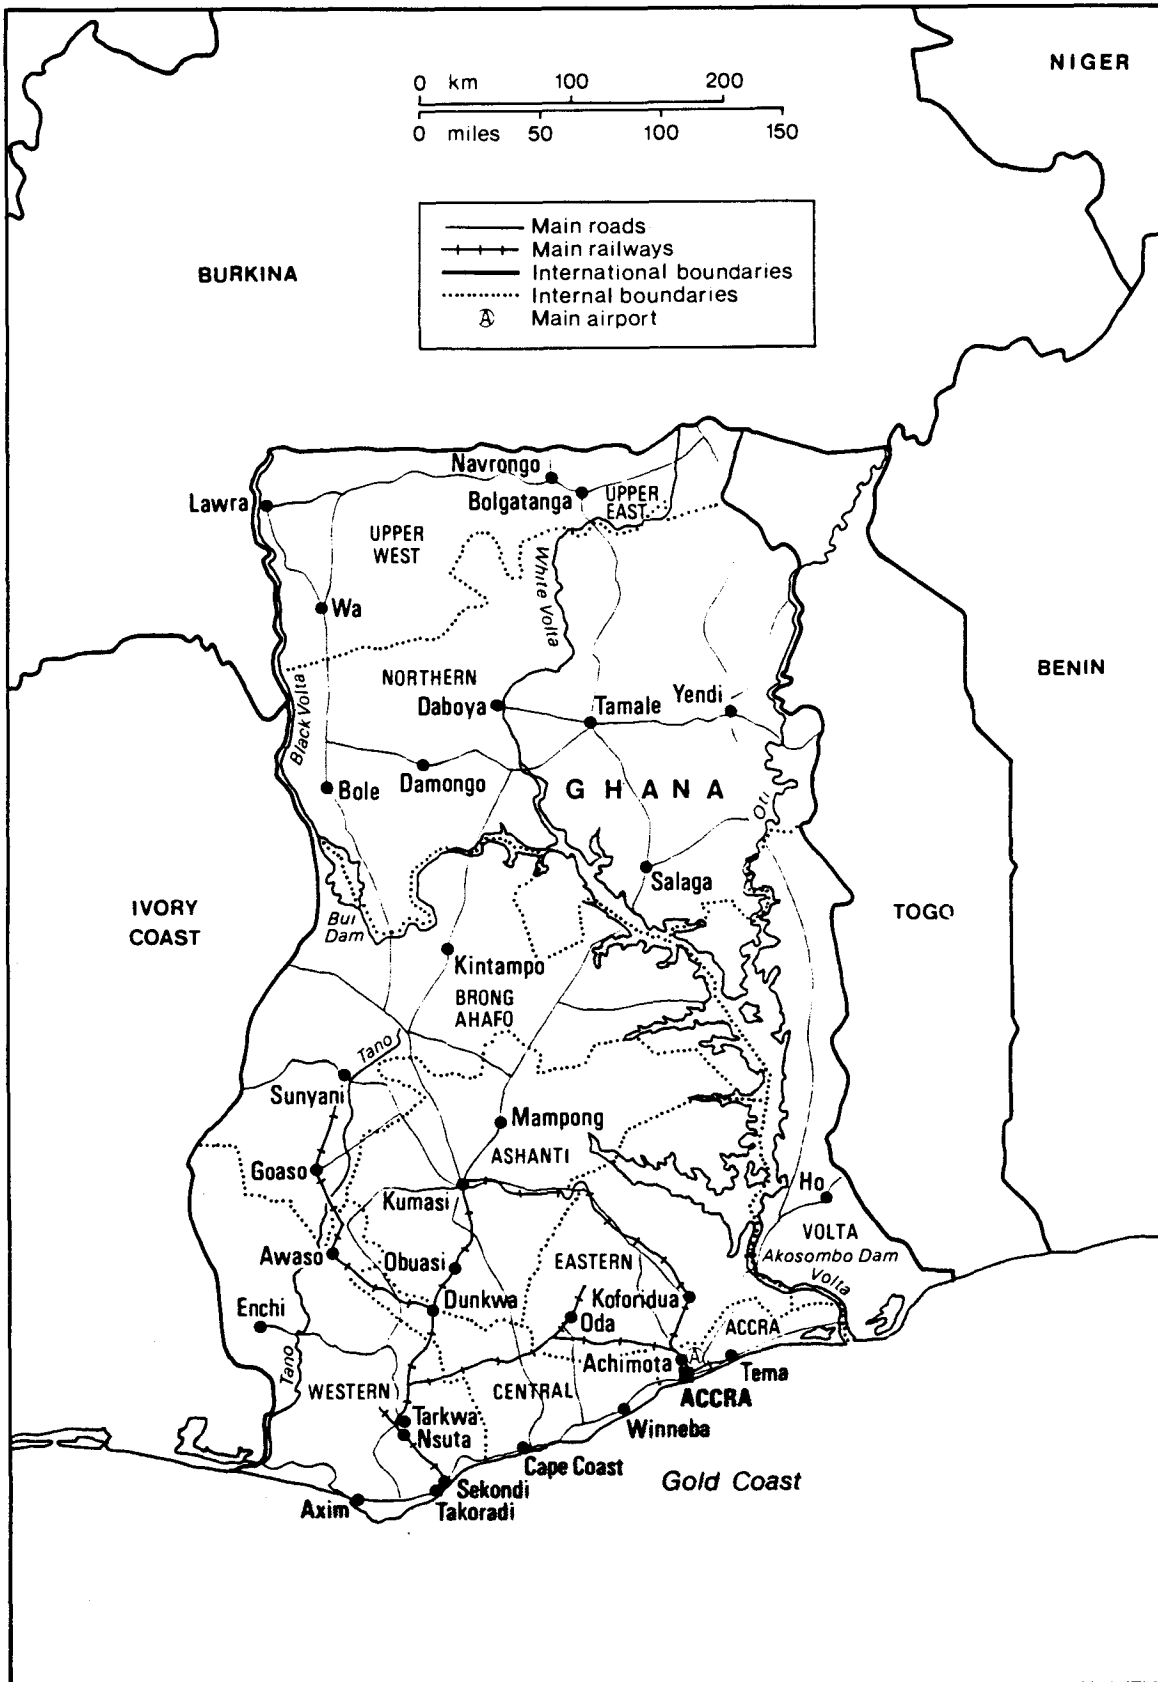 NIGER
0 km 100 200
0 miles 50 100 150
Main roads
Main railways
International boundaries
Internal boundaries
A Main airport
BURKINA
Navrongo
Lawra
Bolgatanga
UPPER
EAST
UPPER
WEST
White Volta
Wa
BENIN
NORTHERN
Black Volta
Daboya
Tamale
Yendi
Damongo
Bole
GHANA
Oti
Salaga
IVORY
COAST
Bui
Dam
TOGO
Kintampo
BRONG
AHAFO
Tano
Sunyani
Mampong
ASHANTI
Goaso
Kumasi
Ho
VOLTA
Awaso
Obuasi
EASTERN
Akosombo Dam
Volta
Enchi
Dunkwa
Kofondua
Oda
ACCRA
Tano
Achimota
A
Tema
WESTERN
CENTRAL
ACCRA
Tarkwa
Nsuta
Winneba
Cape Coast
Gold Coast
Sekondi
Takoradi
Axim